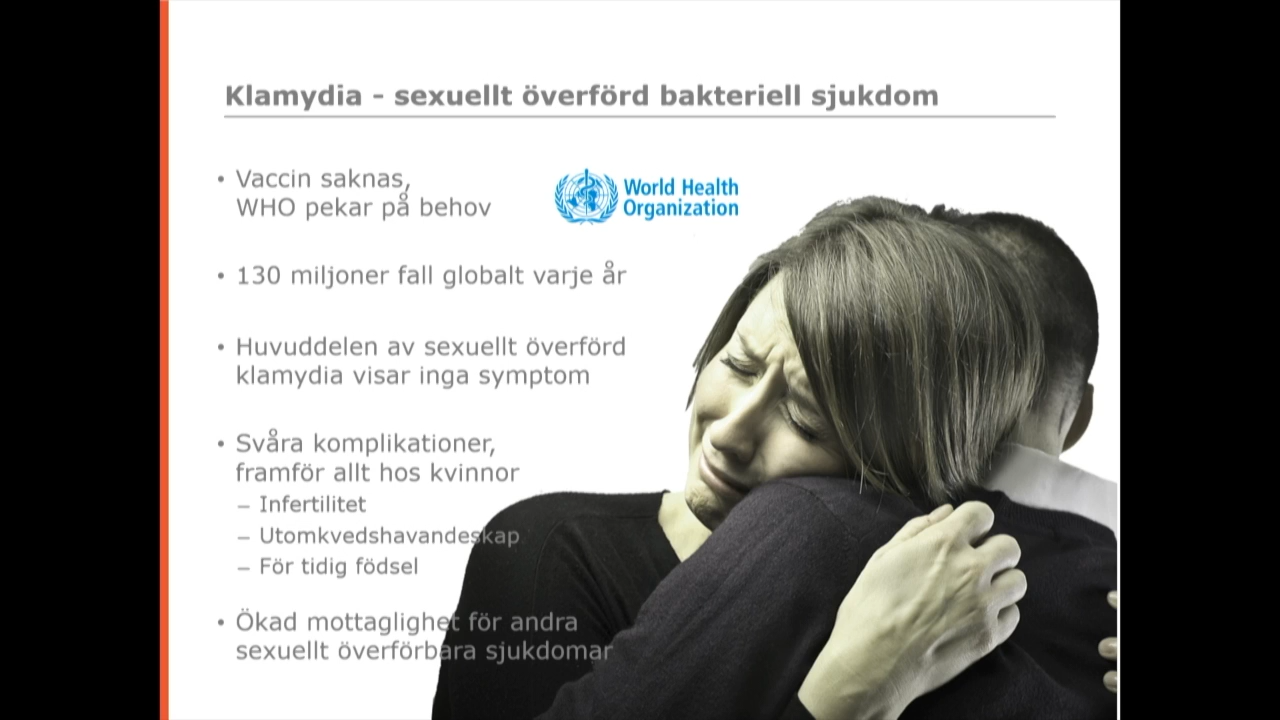 Klamydia - sexuellt överförd bakteriell sjukdom
• Vaccin saknas,
WHO pekar på behov
World Health
Organization
• 130 miljoner fall globalt varje år
• Huvuddelen av sexuellt överförd
klamydia visar inga symptom
• Svåra komplikationer,
framför allt hos kvinnor
– Infertilitet
– Utomkvedshavandeskap
– För tidig födsel
• Ökad mottaglighet för andra
sexuellt överförbara sjukdomar